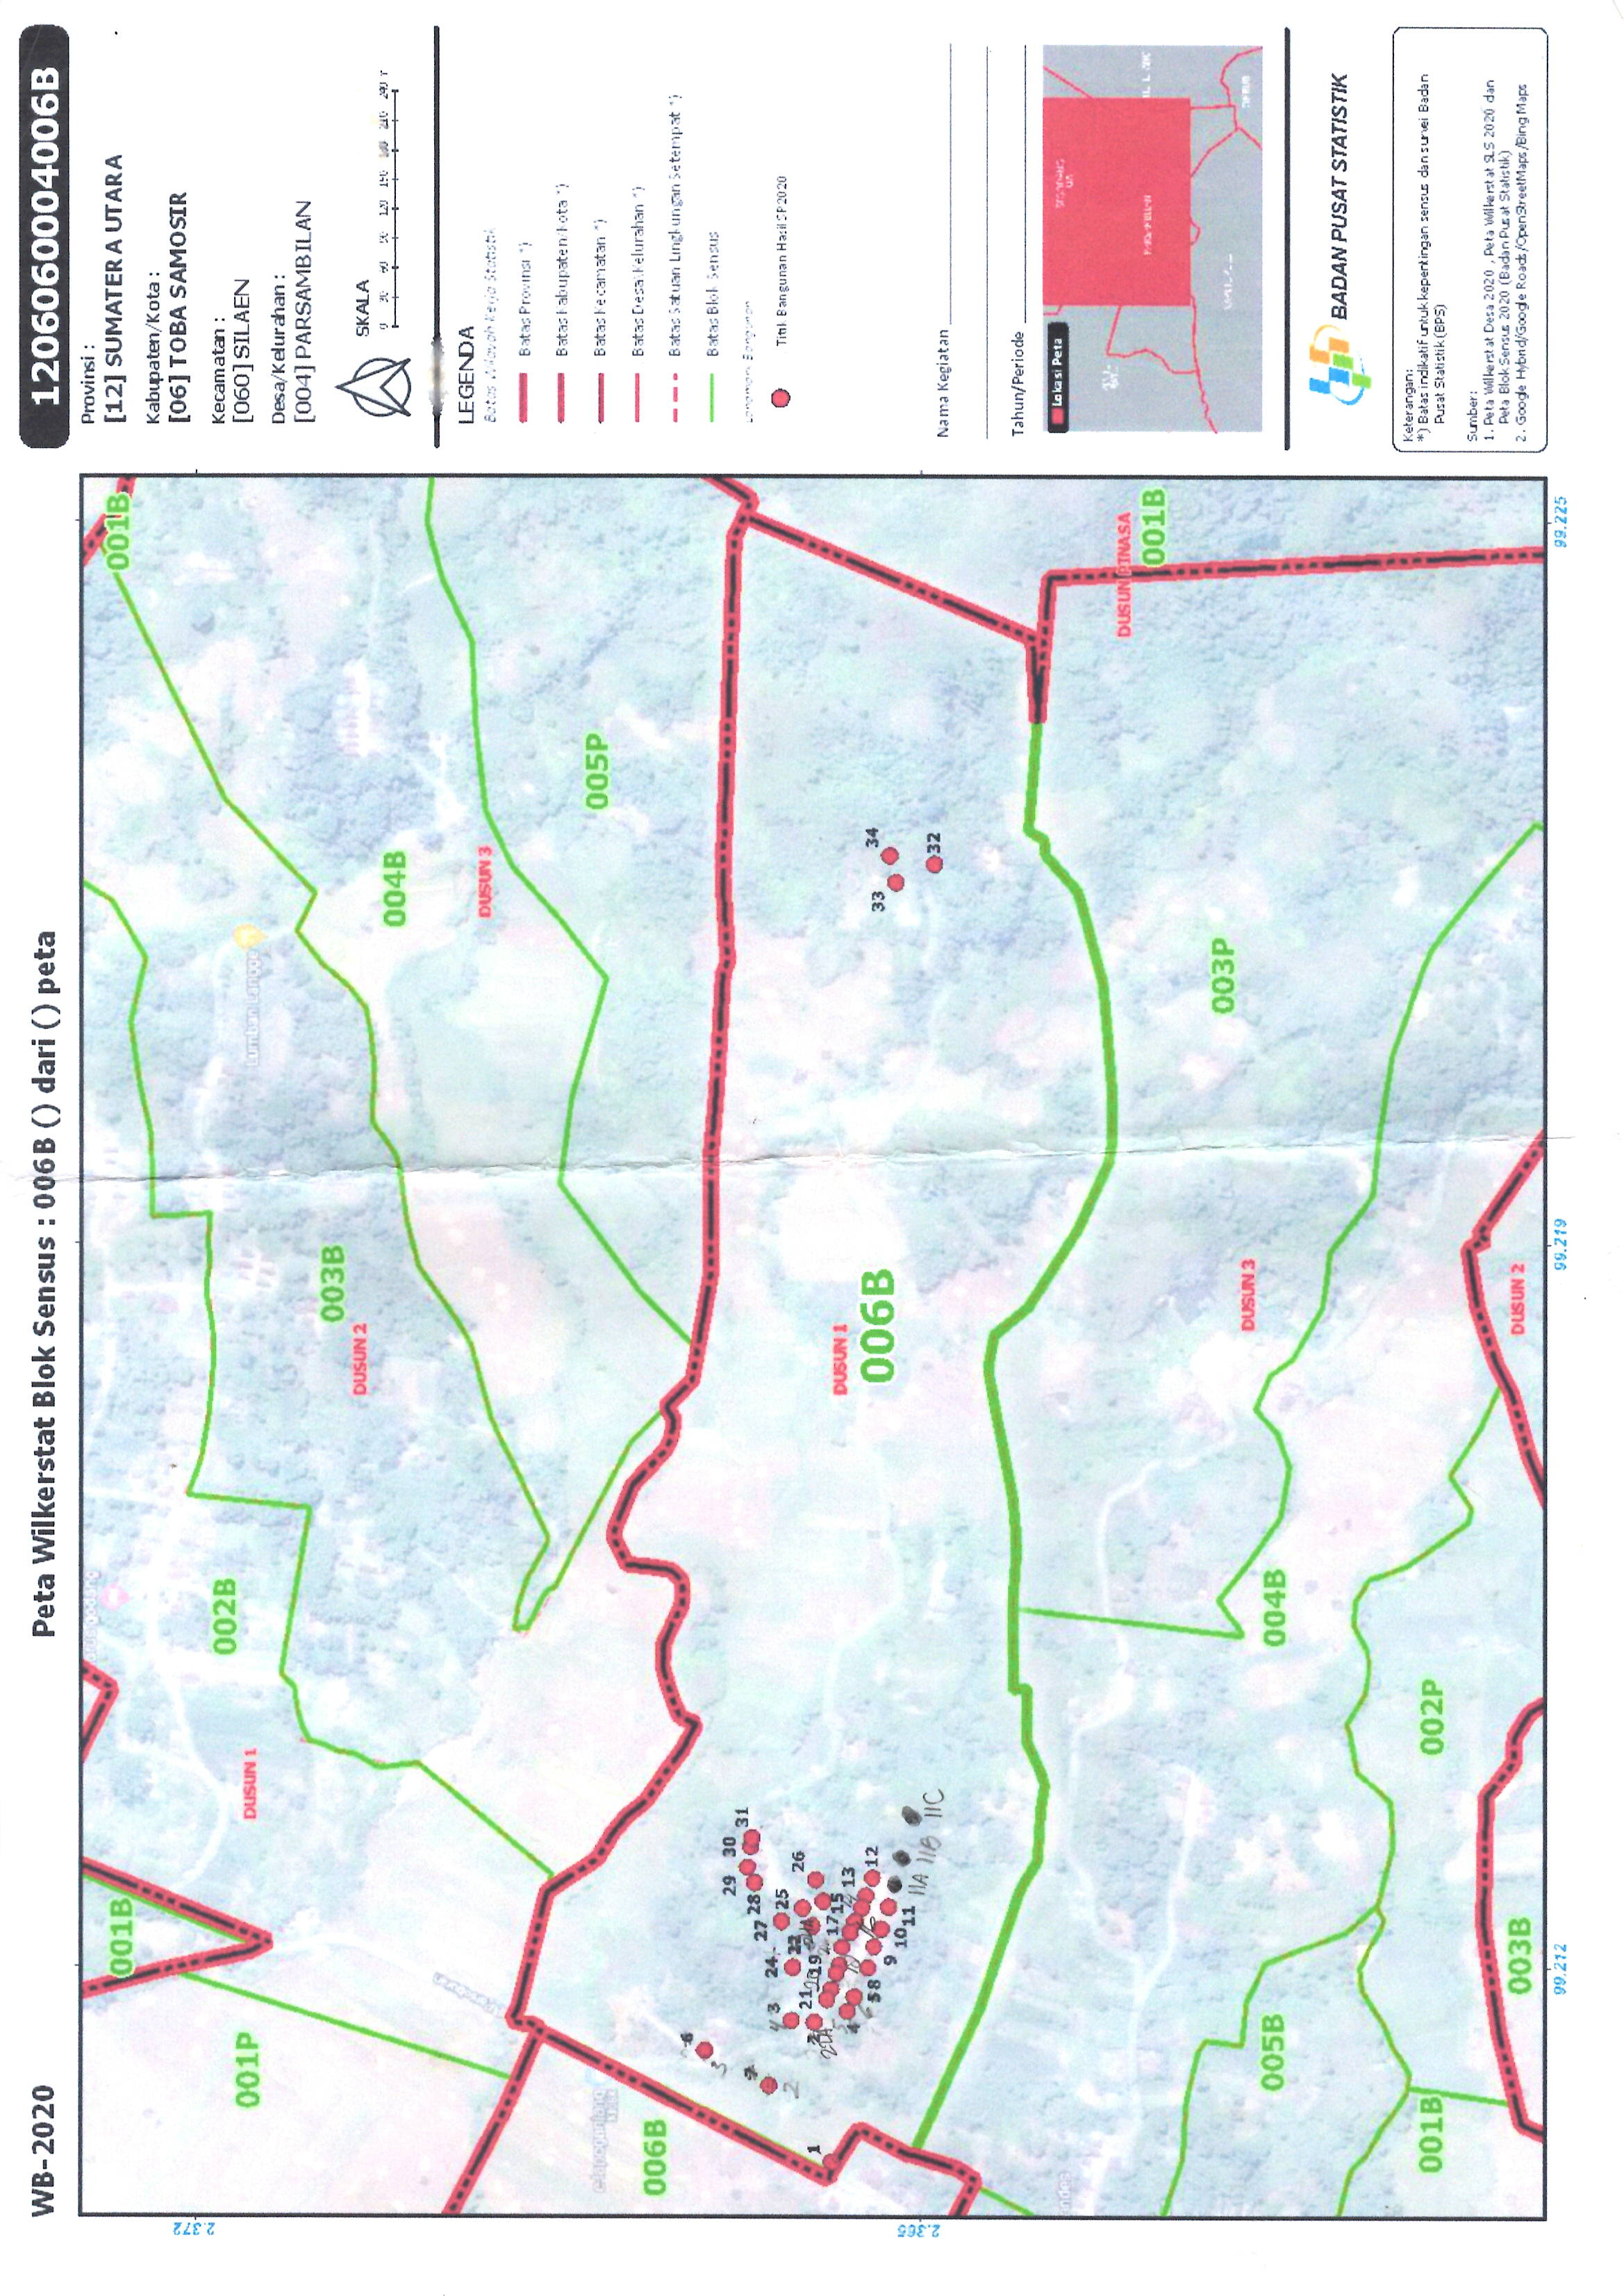 WB-2020
Peta Wilkerstat Blok Sensus : 006B () dari () peta
1206060004006B
Provinsi :
[12] SUMATERA UTARA
Kabupaten/Kota :
[06] TOBA SAMOSIR
Kecamatan :
[060] SILAEN
Desa/Kelurahan :
[004] PARSAMBILAN
SKALA
0 30 60 90 120 150 180 210 240
LEGENDA
Batas Wilayah Kerja Statistik
Batas Provinsi *)
Batas Kabupaten/Kota *)
Batas Kecamatan *)
Batas Desa\Kelurahan *)
Batas Satuan Lingkungan Setempat *)
Batas Blok Sensus
Landmark Bangunan
Titik Bangunan Hasil SP2020
Nama Kegiatan
Tahun/Periode
Lokasi Peta
BADAN PUSAT STATISTIK
Keterangan:
*) Batas indikatif untuk kepentingan sensus dan survei Badan
Pusat Statistik (BPS)
Sumber:
1. Peta Wilkerstat Desa 2020 , Peta Wilkerstat SLS 2020 dan
Peta Blok Sensus 2020 (Badan Pusat Statistik)
2. Google Hybrid/Google Roads/OpenStreetMaps/Bing Maps
001B
001B
2.372
001P
002B
DUSUN 1
Lumban Langge
003B
DUSUN 2
004B
DUSUN 3
005P
006B
6
3
2
29
30
31
27
28
24
25
3
4
26
21
19
1
17
15
13
4
12
5
8
9
10
11
11A
11B
11C
DUSUN 1
006B
33
34
32
2.365
DUSUN PINASA
001B
003P
DUSUN 3
005B
004B
001B
002P
003B
DUSUN 2
99.212
99.219
99.225